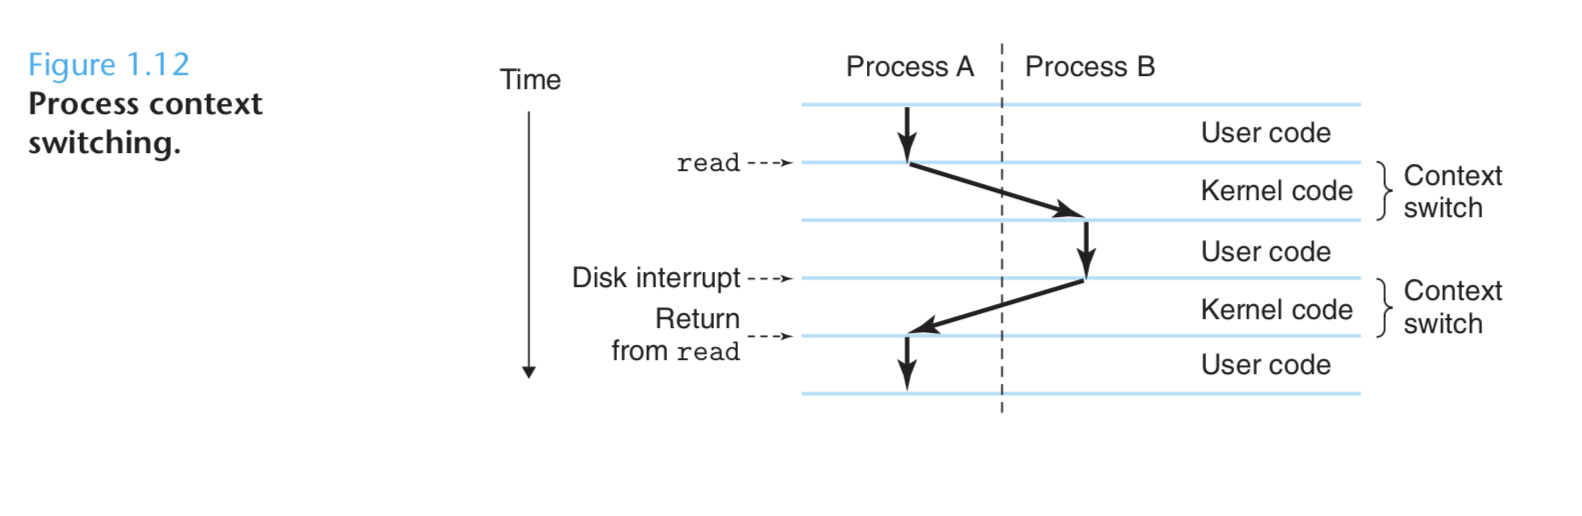 Figure 1.12
Process context
switching.
Time
Process A
Process B
User code
read
Kernel code
Context
switch
User code
Disk interrupt
Kernel code
Context
switch
Return
from read
User code